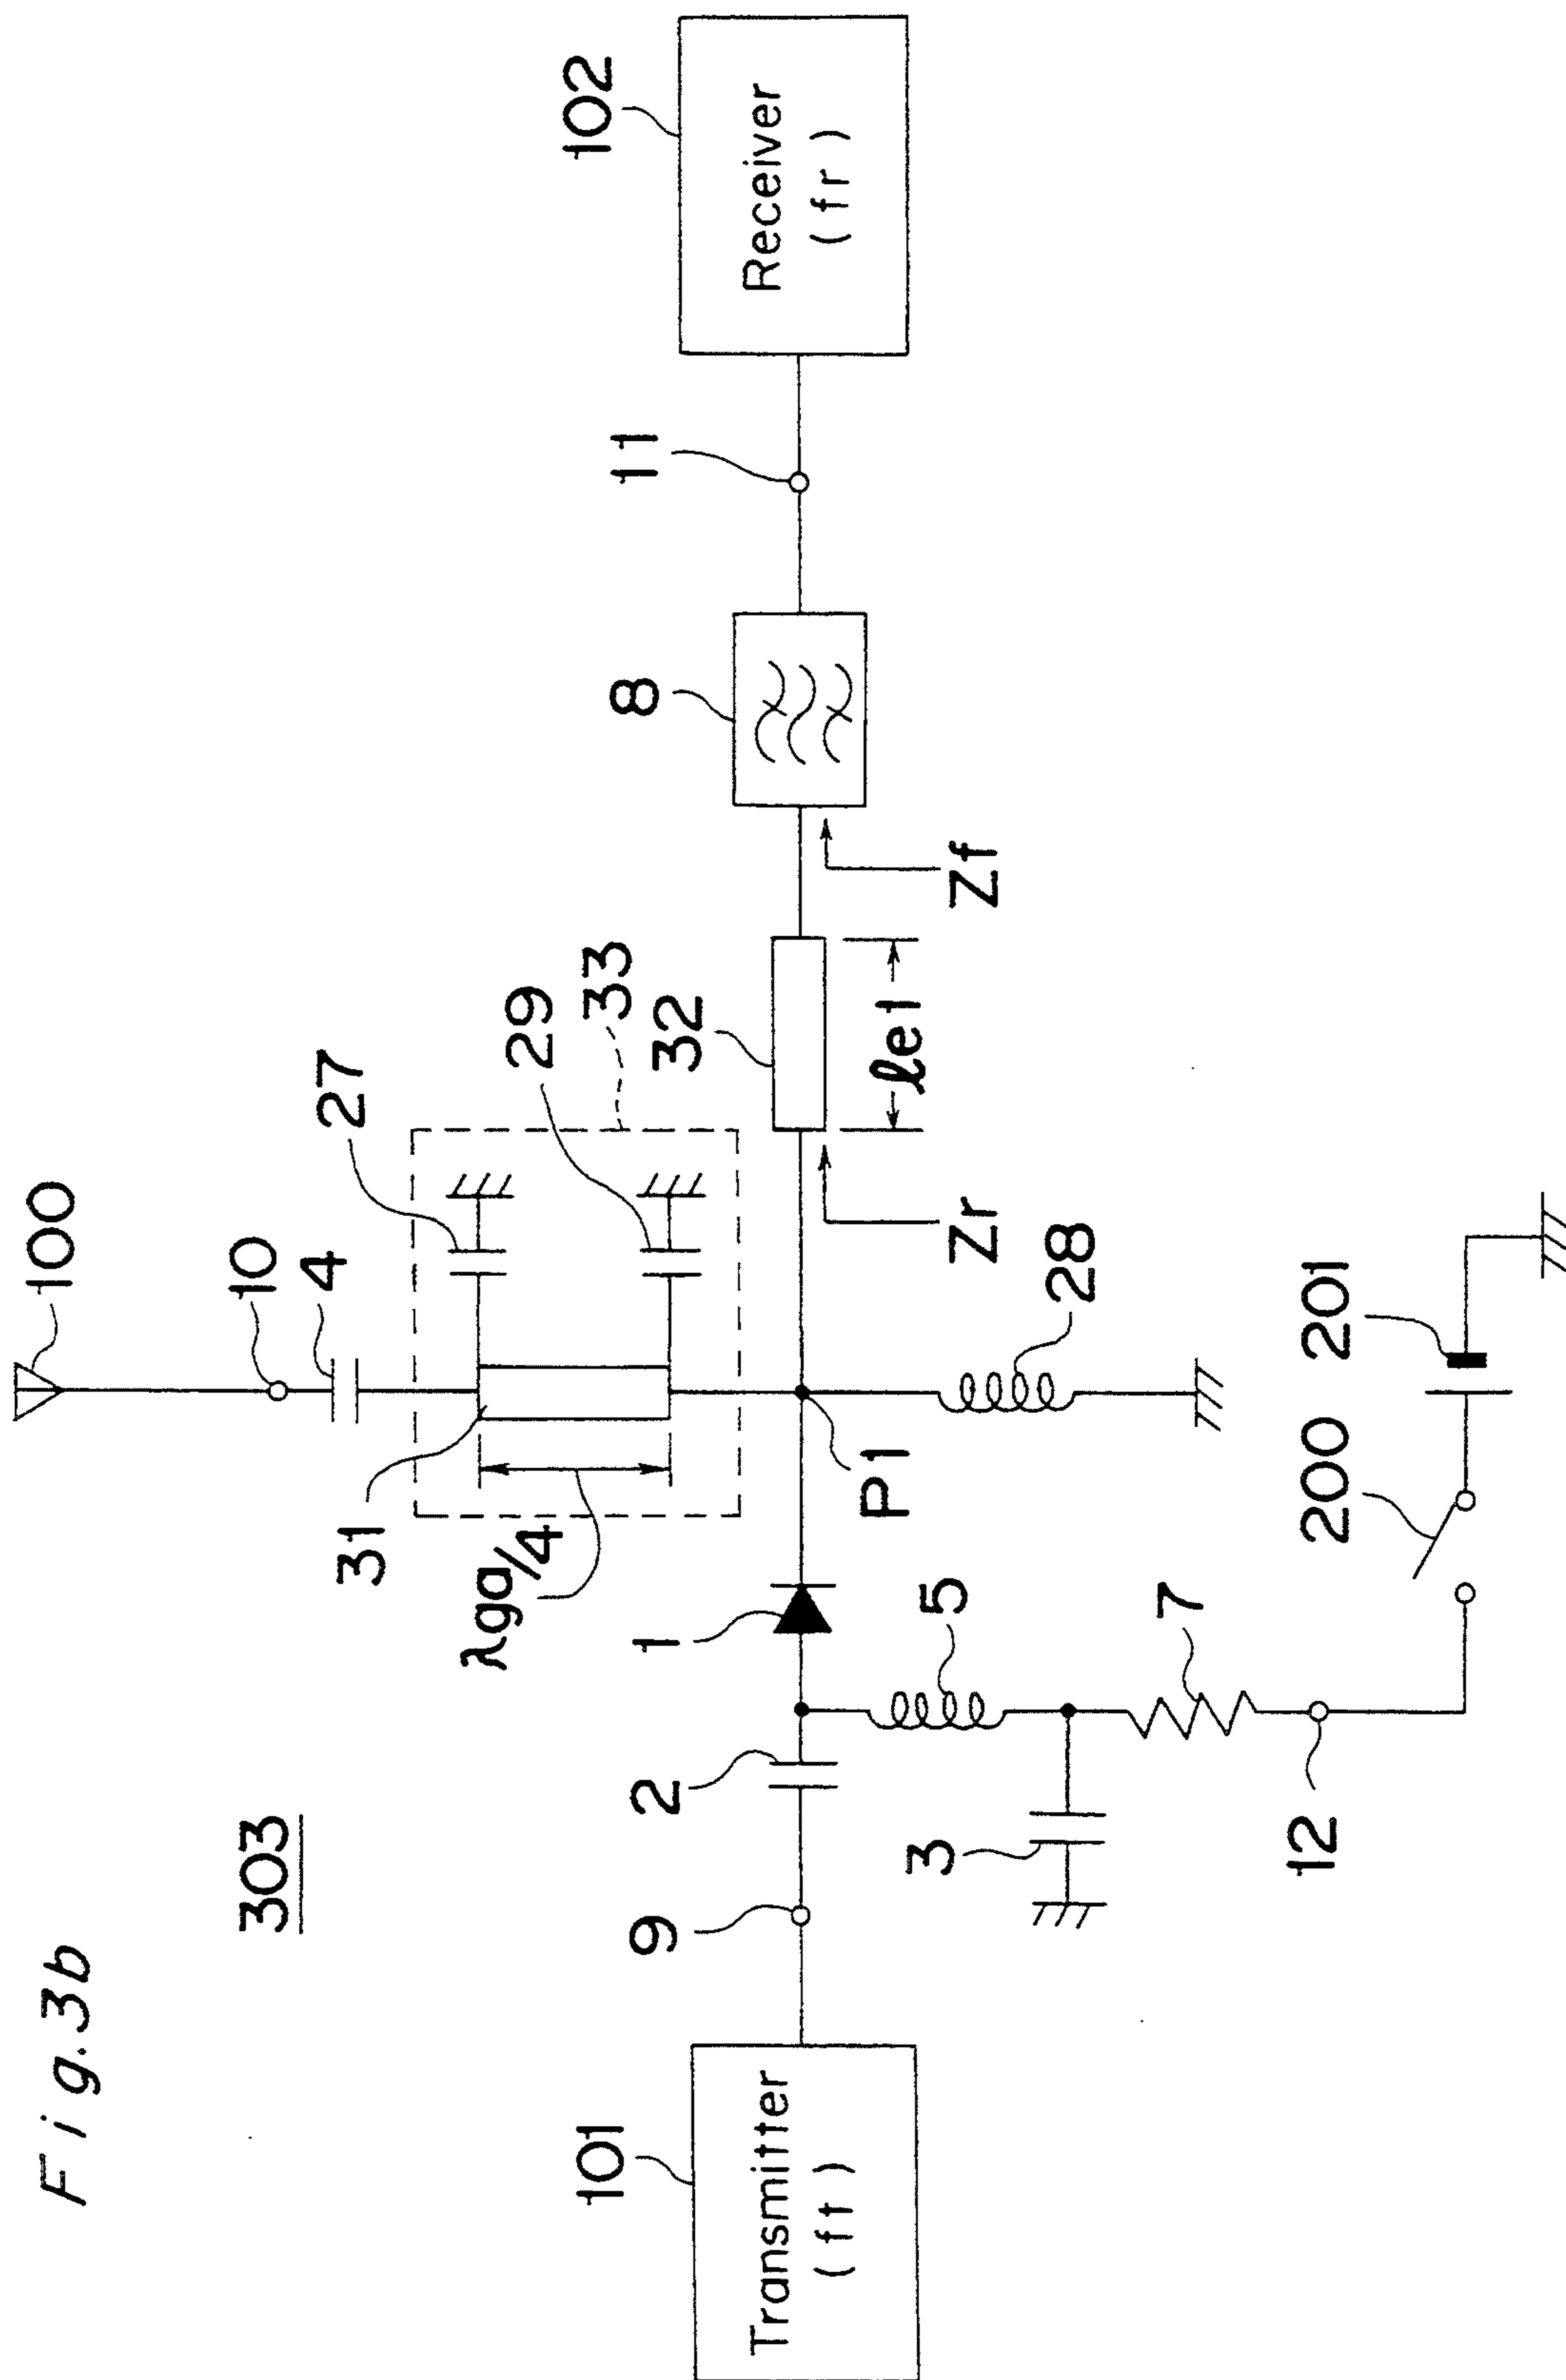 Fig.3b
303
100
10
4
27
29
33
31
λga/4
32
ℓe1
8
11
102
Receiver
(fr)
101
Transmitter
(ft)
9
2
1
P1
Zr
Zf
28
5
3
7
12
200
201